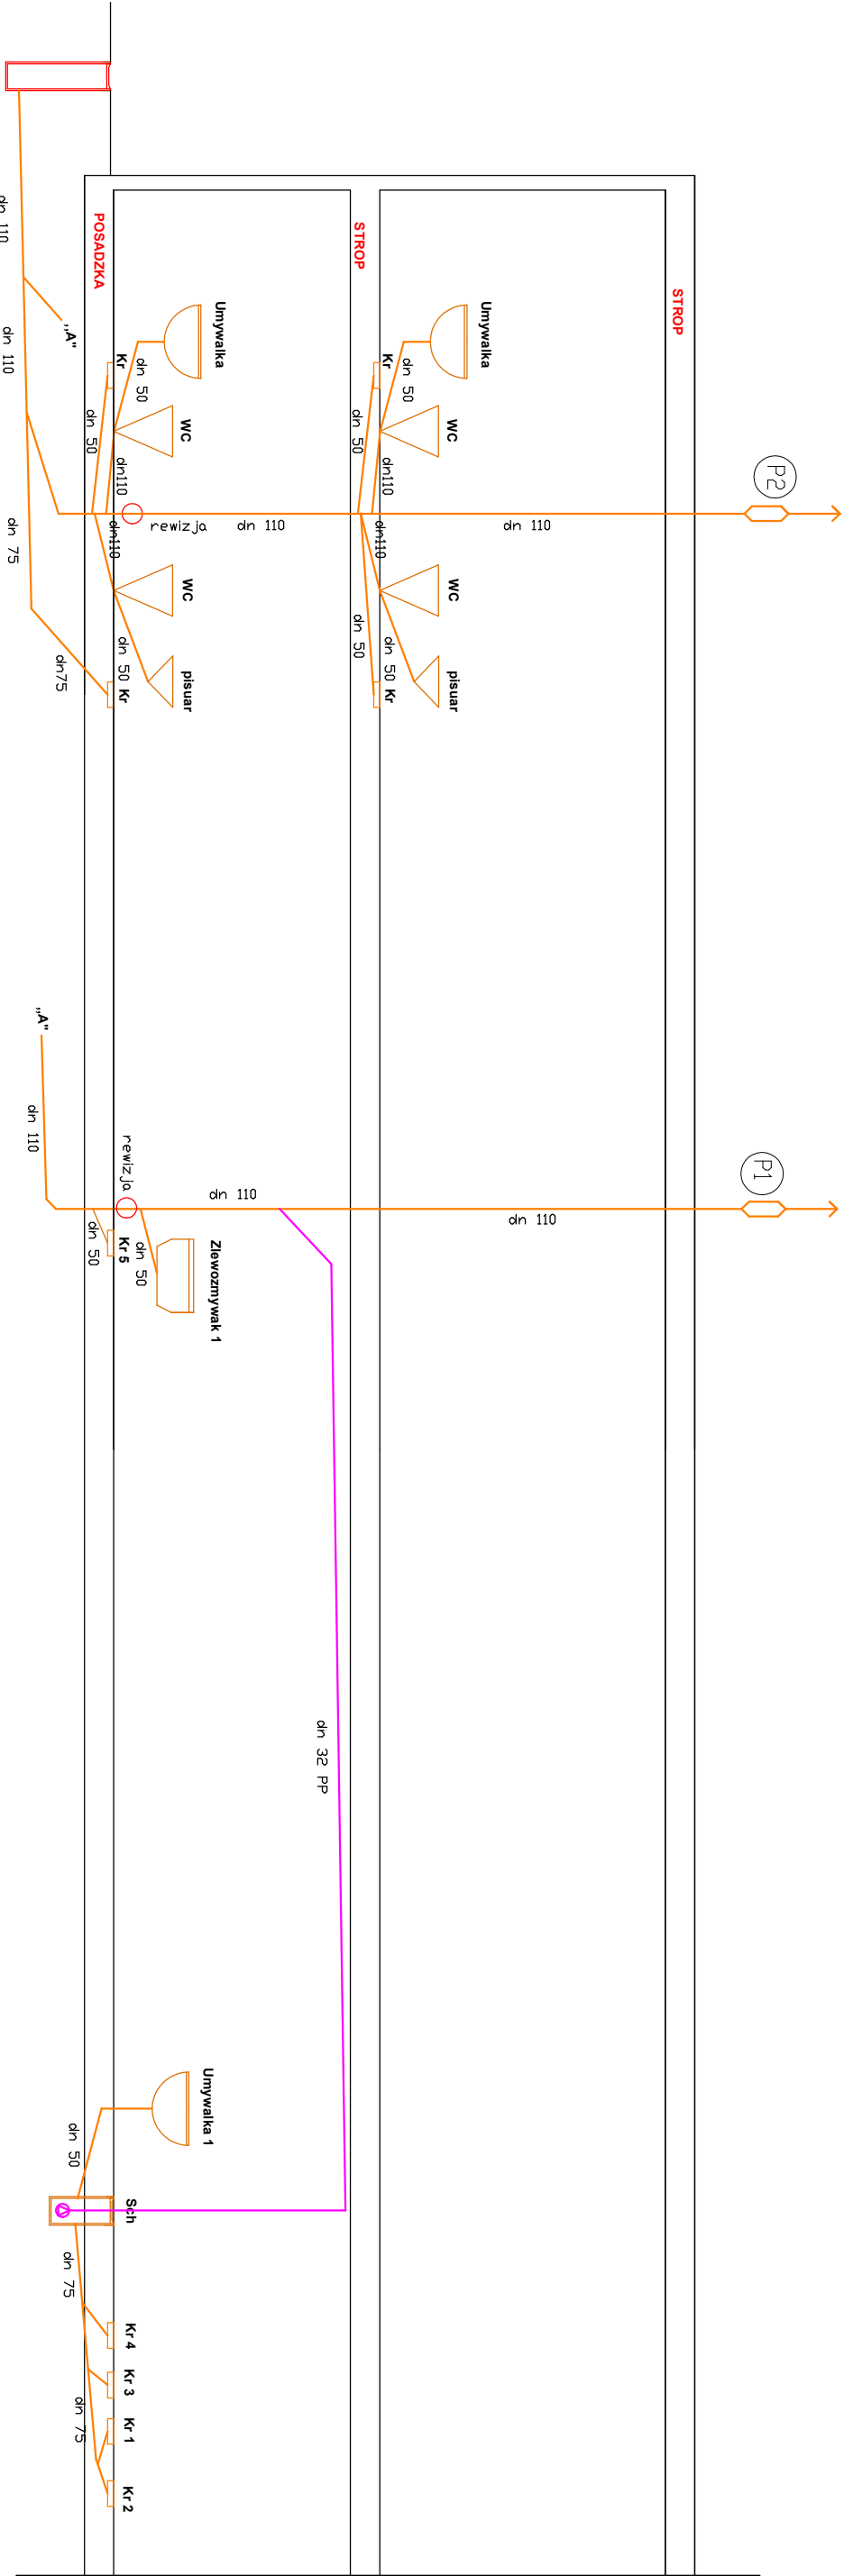 STROP
P2
P1
Umywalka
WC
WC
pisuar
Kr
dn 50
dn 50
dn110
dn110
dn 50
dn 50
Kr
dn 110
dn 110
STROP
Umywalka
WC
WC
pisuar
Kr
dn 50
dn 50
dn110
dn110
rewizja
dn 110
dn 50
Kr
dn 110
dn 32 PP
Zlewozmywak 1
rewizja
Kr 5
dn 50
dn 50
Umywalka 1
Sch
Kr 4
Kr 3
Kr 1
Kr 2
dn 50
dn 75
dn 75
POSADZKA
„A"
dn75
dn 110
dn 110
dn 75
„A"
dn 110